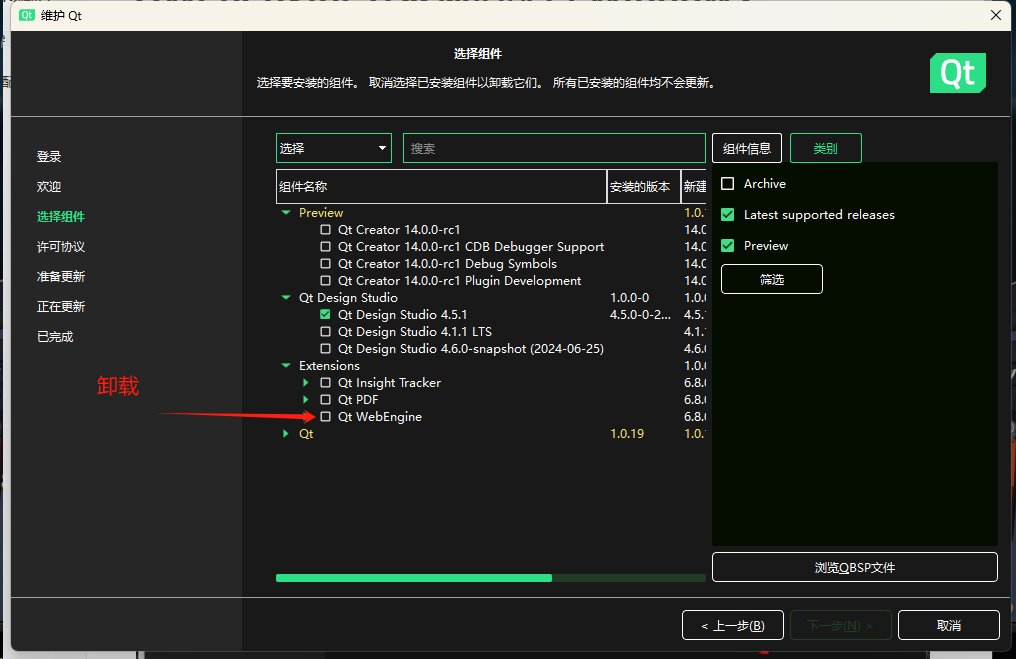 Qt 维护 Qt
选择组件
选择要安装的组件。 取消选择已安装组件以卸载它们。 所有已安装的组件均不会更新。
Qt
登录
欢迎
选择组件
许可协议
准备更新
正在更新
已完成
卸载
选择
搜索
组件信息
类别
组件名称 安装的版本 新建
Preview 1.0.
Qt Creator 14.0.0-rc1 14.0
Qt Creator 14.0.0-rc1 CDB Debugger Support 14.0
Qt Creator 14.0.0-rc1 Debug Symbols 14.0
Qt Creator 14.0.0-rc1 Plugin Development 14.0
Qt Design Studio 1.0.0-0 1.0.
Qt Design Studio 4.5.1 4.5.0-0-2... 4.5.
Qt Design Studio 4.1.1 LTS 4.1.
Qt Design Studio 4.6.0-snapshot (2024-06-25) 4.6.
Extensions 1.0.
Qt Insight Tracker 6.8.
Qt PDF 6.8.
Qt WebEngine 6.8.
Qt 1.0.19 1.0.
Archive
Latest supported releases
Preview
筛选
浏览QBSP文件
< 上一步(B)
下一步(N) >
取消